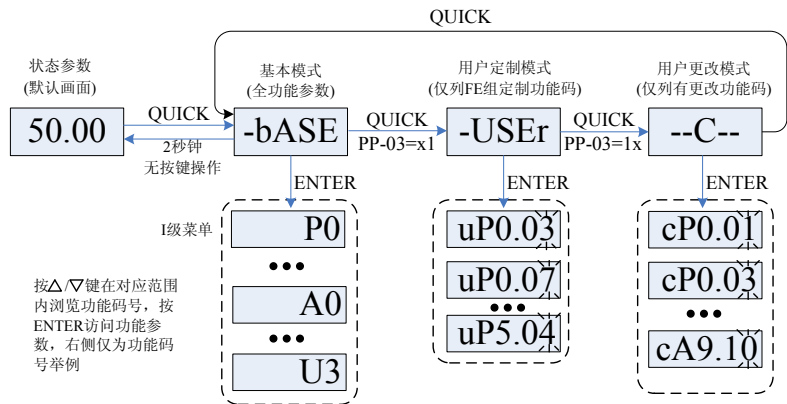 QUICK
状态参数
(默认画面)
基本模式
(全功能参数)
用户定制模式
(仅列FE组定制功能码)
用户更改模式
(仅列有更改功能码)
50.00
QUICK
2秒钟
无按键操作
-bASE
QUICK
PP-03=x1
-USEr
QUICK
PP-03=1x
--C--
ENTER
ENTER
ENTER
I级菜单
P0
•••
A0
•••
U3
uP0.03
uP0.07
•••
uP5.04
cP0.01
cP0.03
•••
cA9.10
按△/▽键在对应范围
内浏览功能码号，按
ENTER访问功能参
数，右侧仅为功能码
号举例